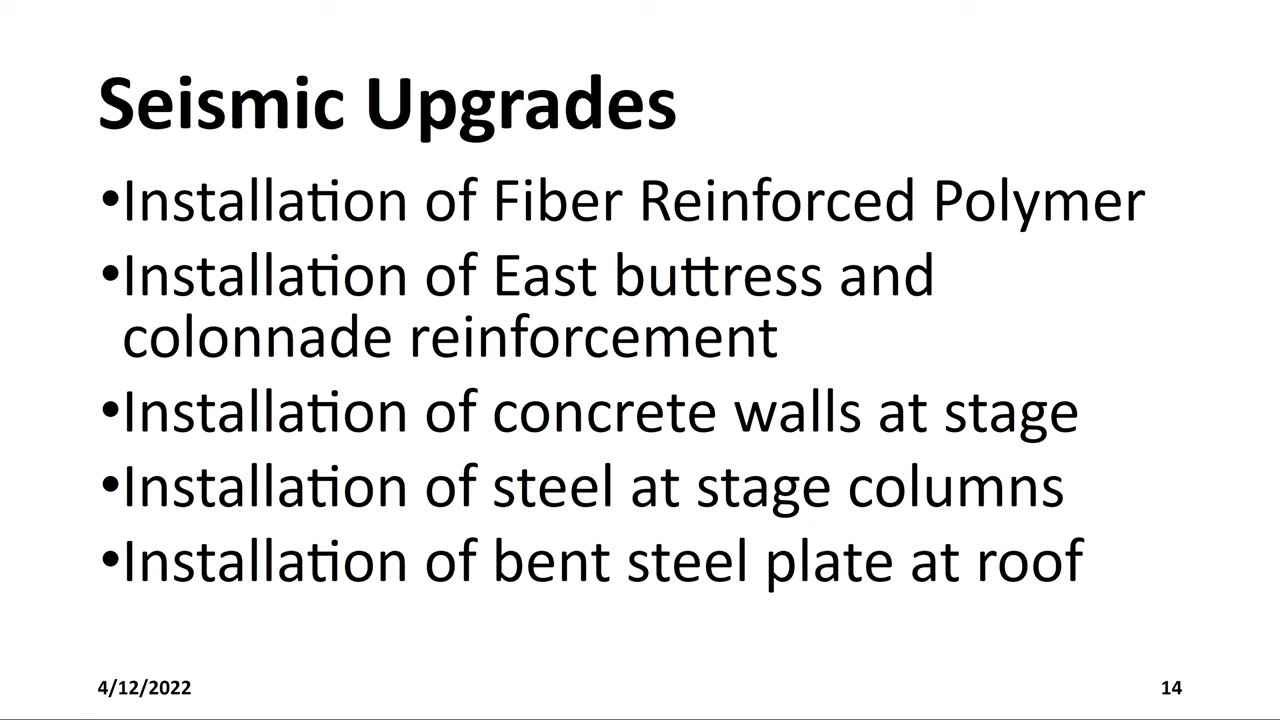 Seismic Upgrades
•Installation of Fiber Reinforced Polymer
•Installation of East buttress and
colonnade reinforcement
•Installation of concrete walls at stage
•Installation of steel at stage columns
•Installation of bent steel plate at roof
4/12/2022
14